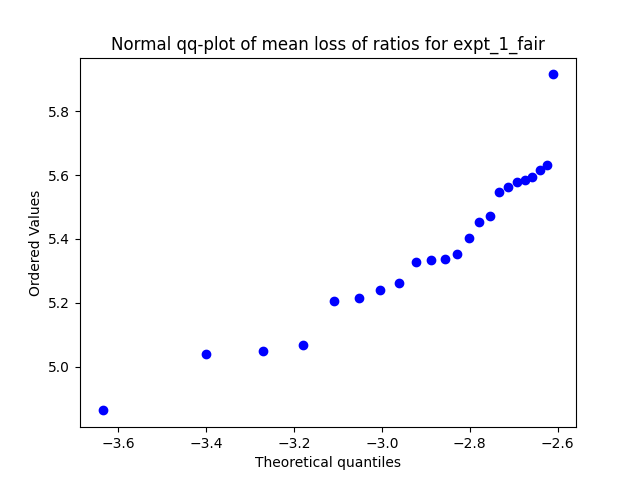 Normal qq-plot of mean loss of ratios for expt_1_fair
Ordered Values
5.8
5.6
5.4
5.2
5.0
−3.6 −3.4 −3.2 −3.0 −2.8 −2.6
Theoretical quantiles